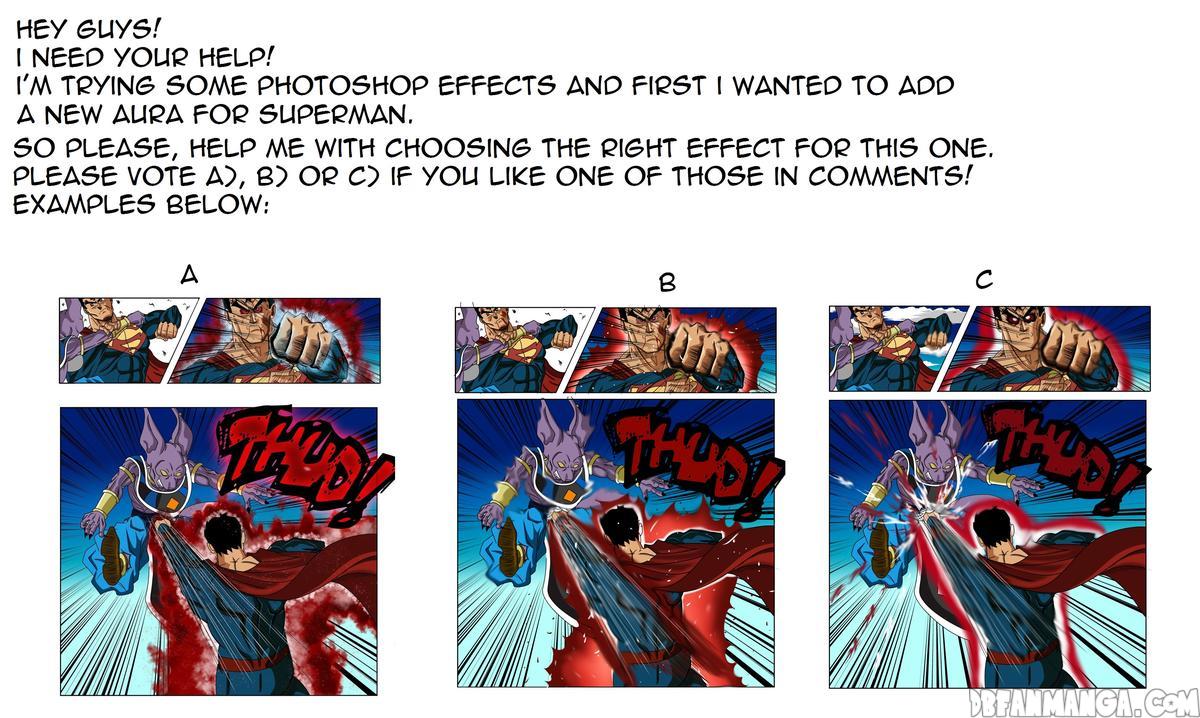 HEY GUYS!
I NEED YOUR HELP!
I'M TRYING SOME PHOTOSHOP EFFECTS AND FIRST I WANTED TO ADD
A NEW AURA FOR SUPERMAN.
SO PLEASE, HELP ME WITH CHOOSING THE RIGHT EFFECT FOR THIS ONE.
PLEASE VOTE A), B) OR C) IF YOU LIKE ONE OF THOSE IN COMMENTS!
EXAMPLES BELOW:
A
B
C
THUD!
THUD!
THUD!
DBFANMANGA.COM